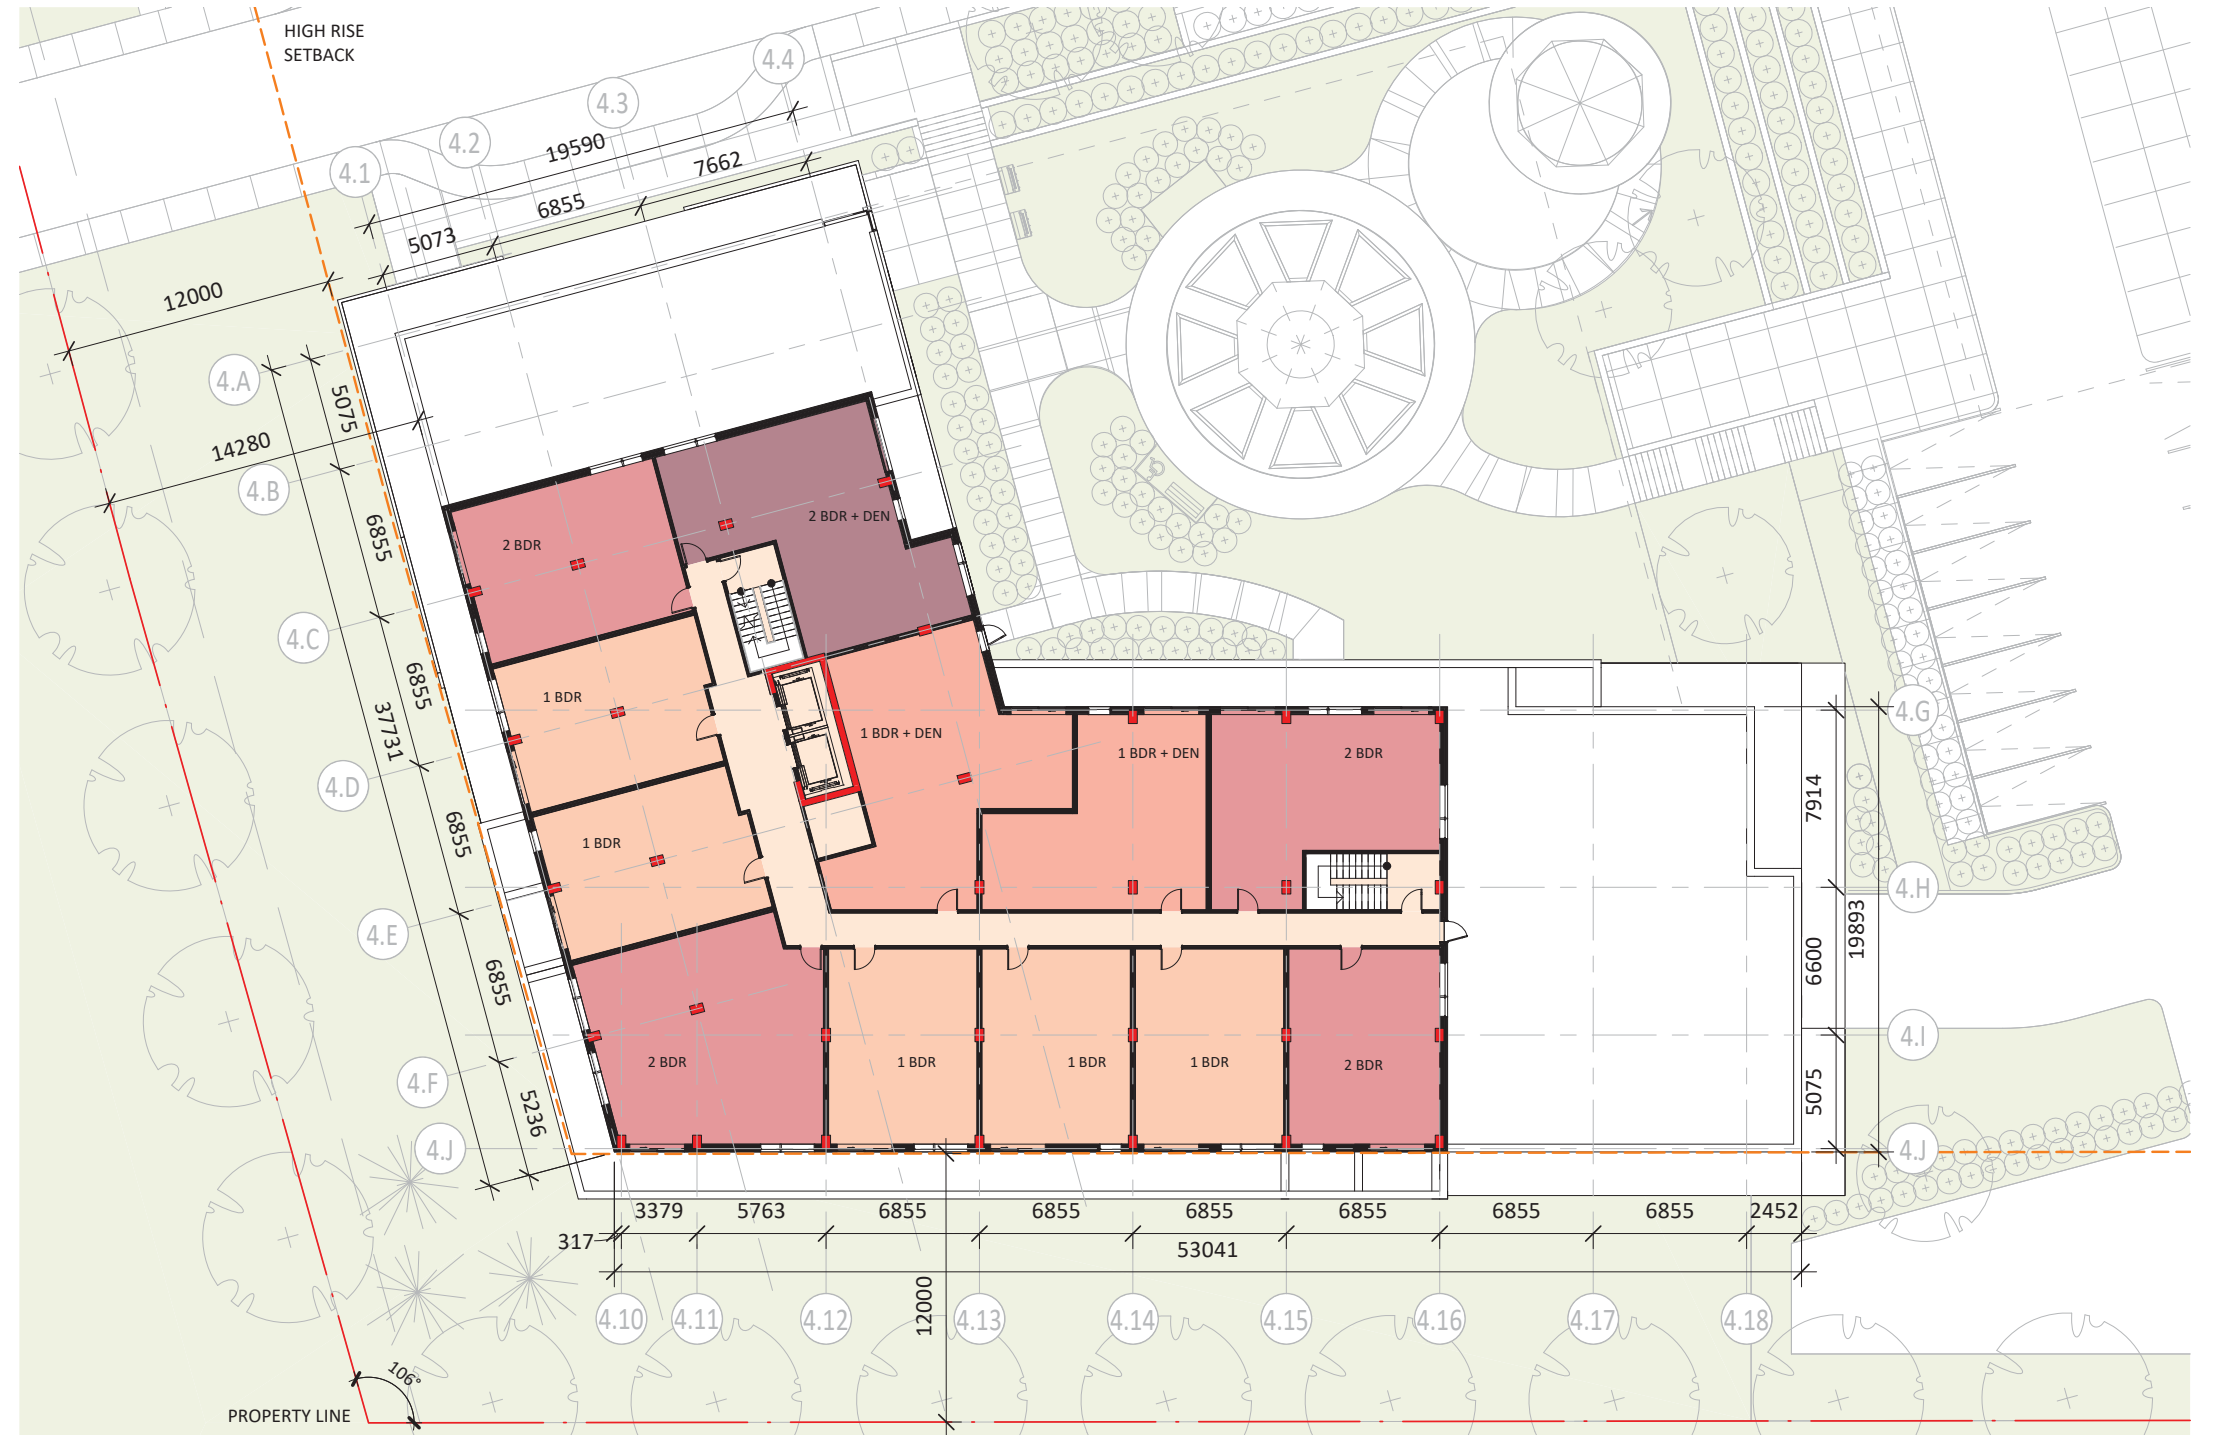 HIGH RISE
SETBACK
4.4
4.3
4.2
4.1
19590
7662
6855
5073
12000
4.A
5075
14280
4.B
6855
4.C
6855
37731
4.D
6855
4.E
6855
4.F
5236
4.J
2 BDR + DEN
2 BDR
1 BDR
1 BDR + DEN
1 BDR + DEN
2 BDR
1 BDR
2 BDR
1 BDR
1 BDR
1 BDR
2 BDR
4.G
7914
4.H
19893
6600
4.I
5075
4.J
3379
5763
6855
6855
6855
6855
6855
6855
2452
317
53041
12000
4.10
4.11
4.12
4.13
4.14
4.15
4.16
4.17
4.18
106°
PROPERTY LINE